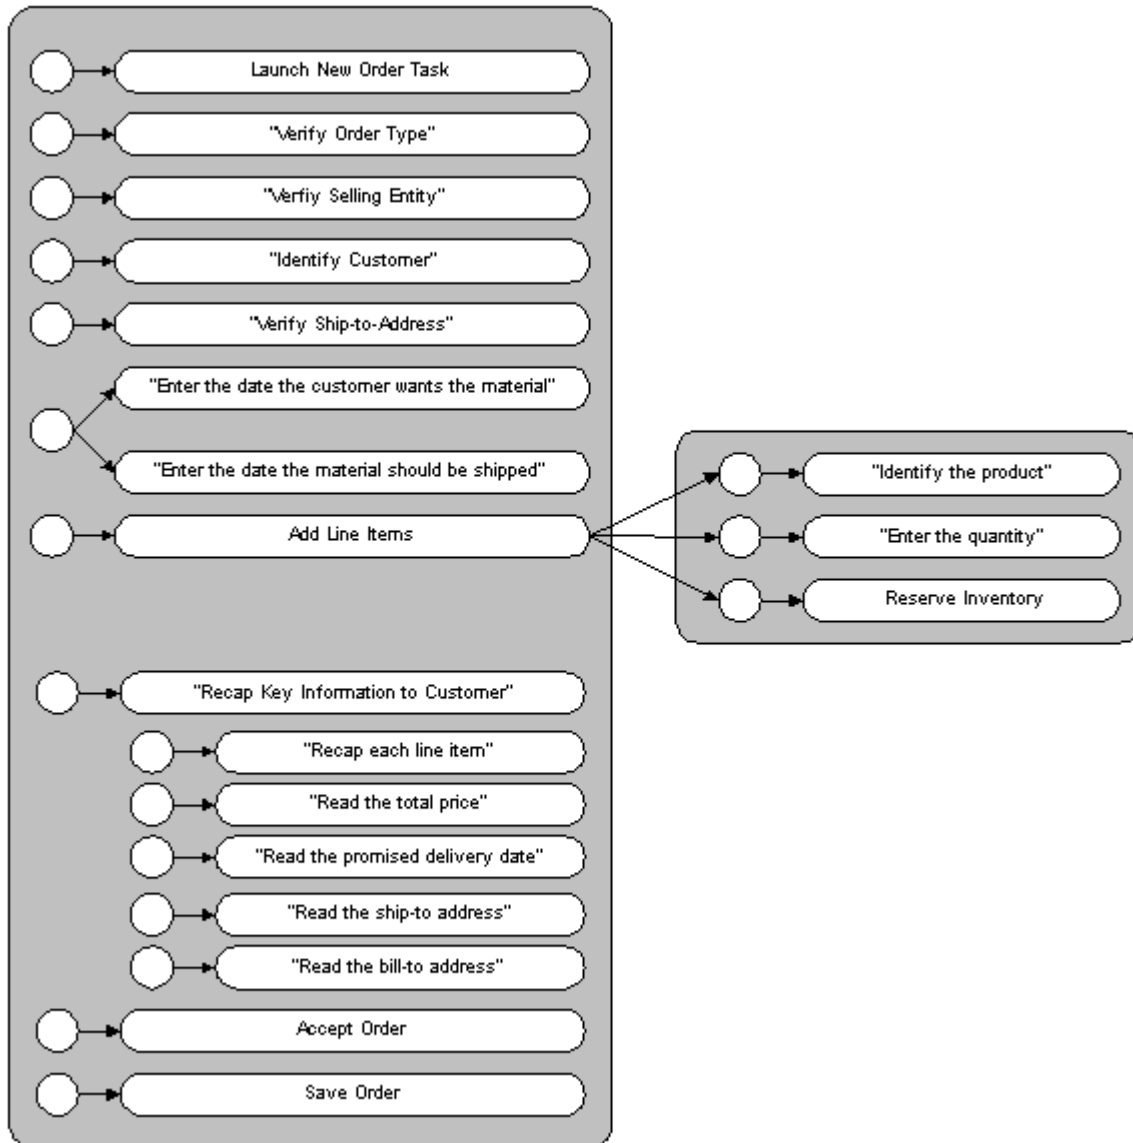 Launch New Order Task
"Verify Order Type"
"Verfiy Selling Entity"
"Identify Customer"
"Verify Ship-to-Address"
"Enter the date the customer wants the material"
"Enter the date the material should be shipped"
Add Line Items
"Identify the product"
"Enter the quantity"
Reserve Inventory
"Recap Key Information to Customer"
"Recap each line item"
"Read the total price"
"Read the promised delivery date"
"Read the ship-to address"
"Read the bill-to address"
Accept Order
Save Order